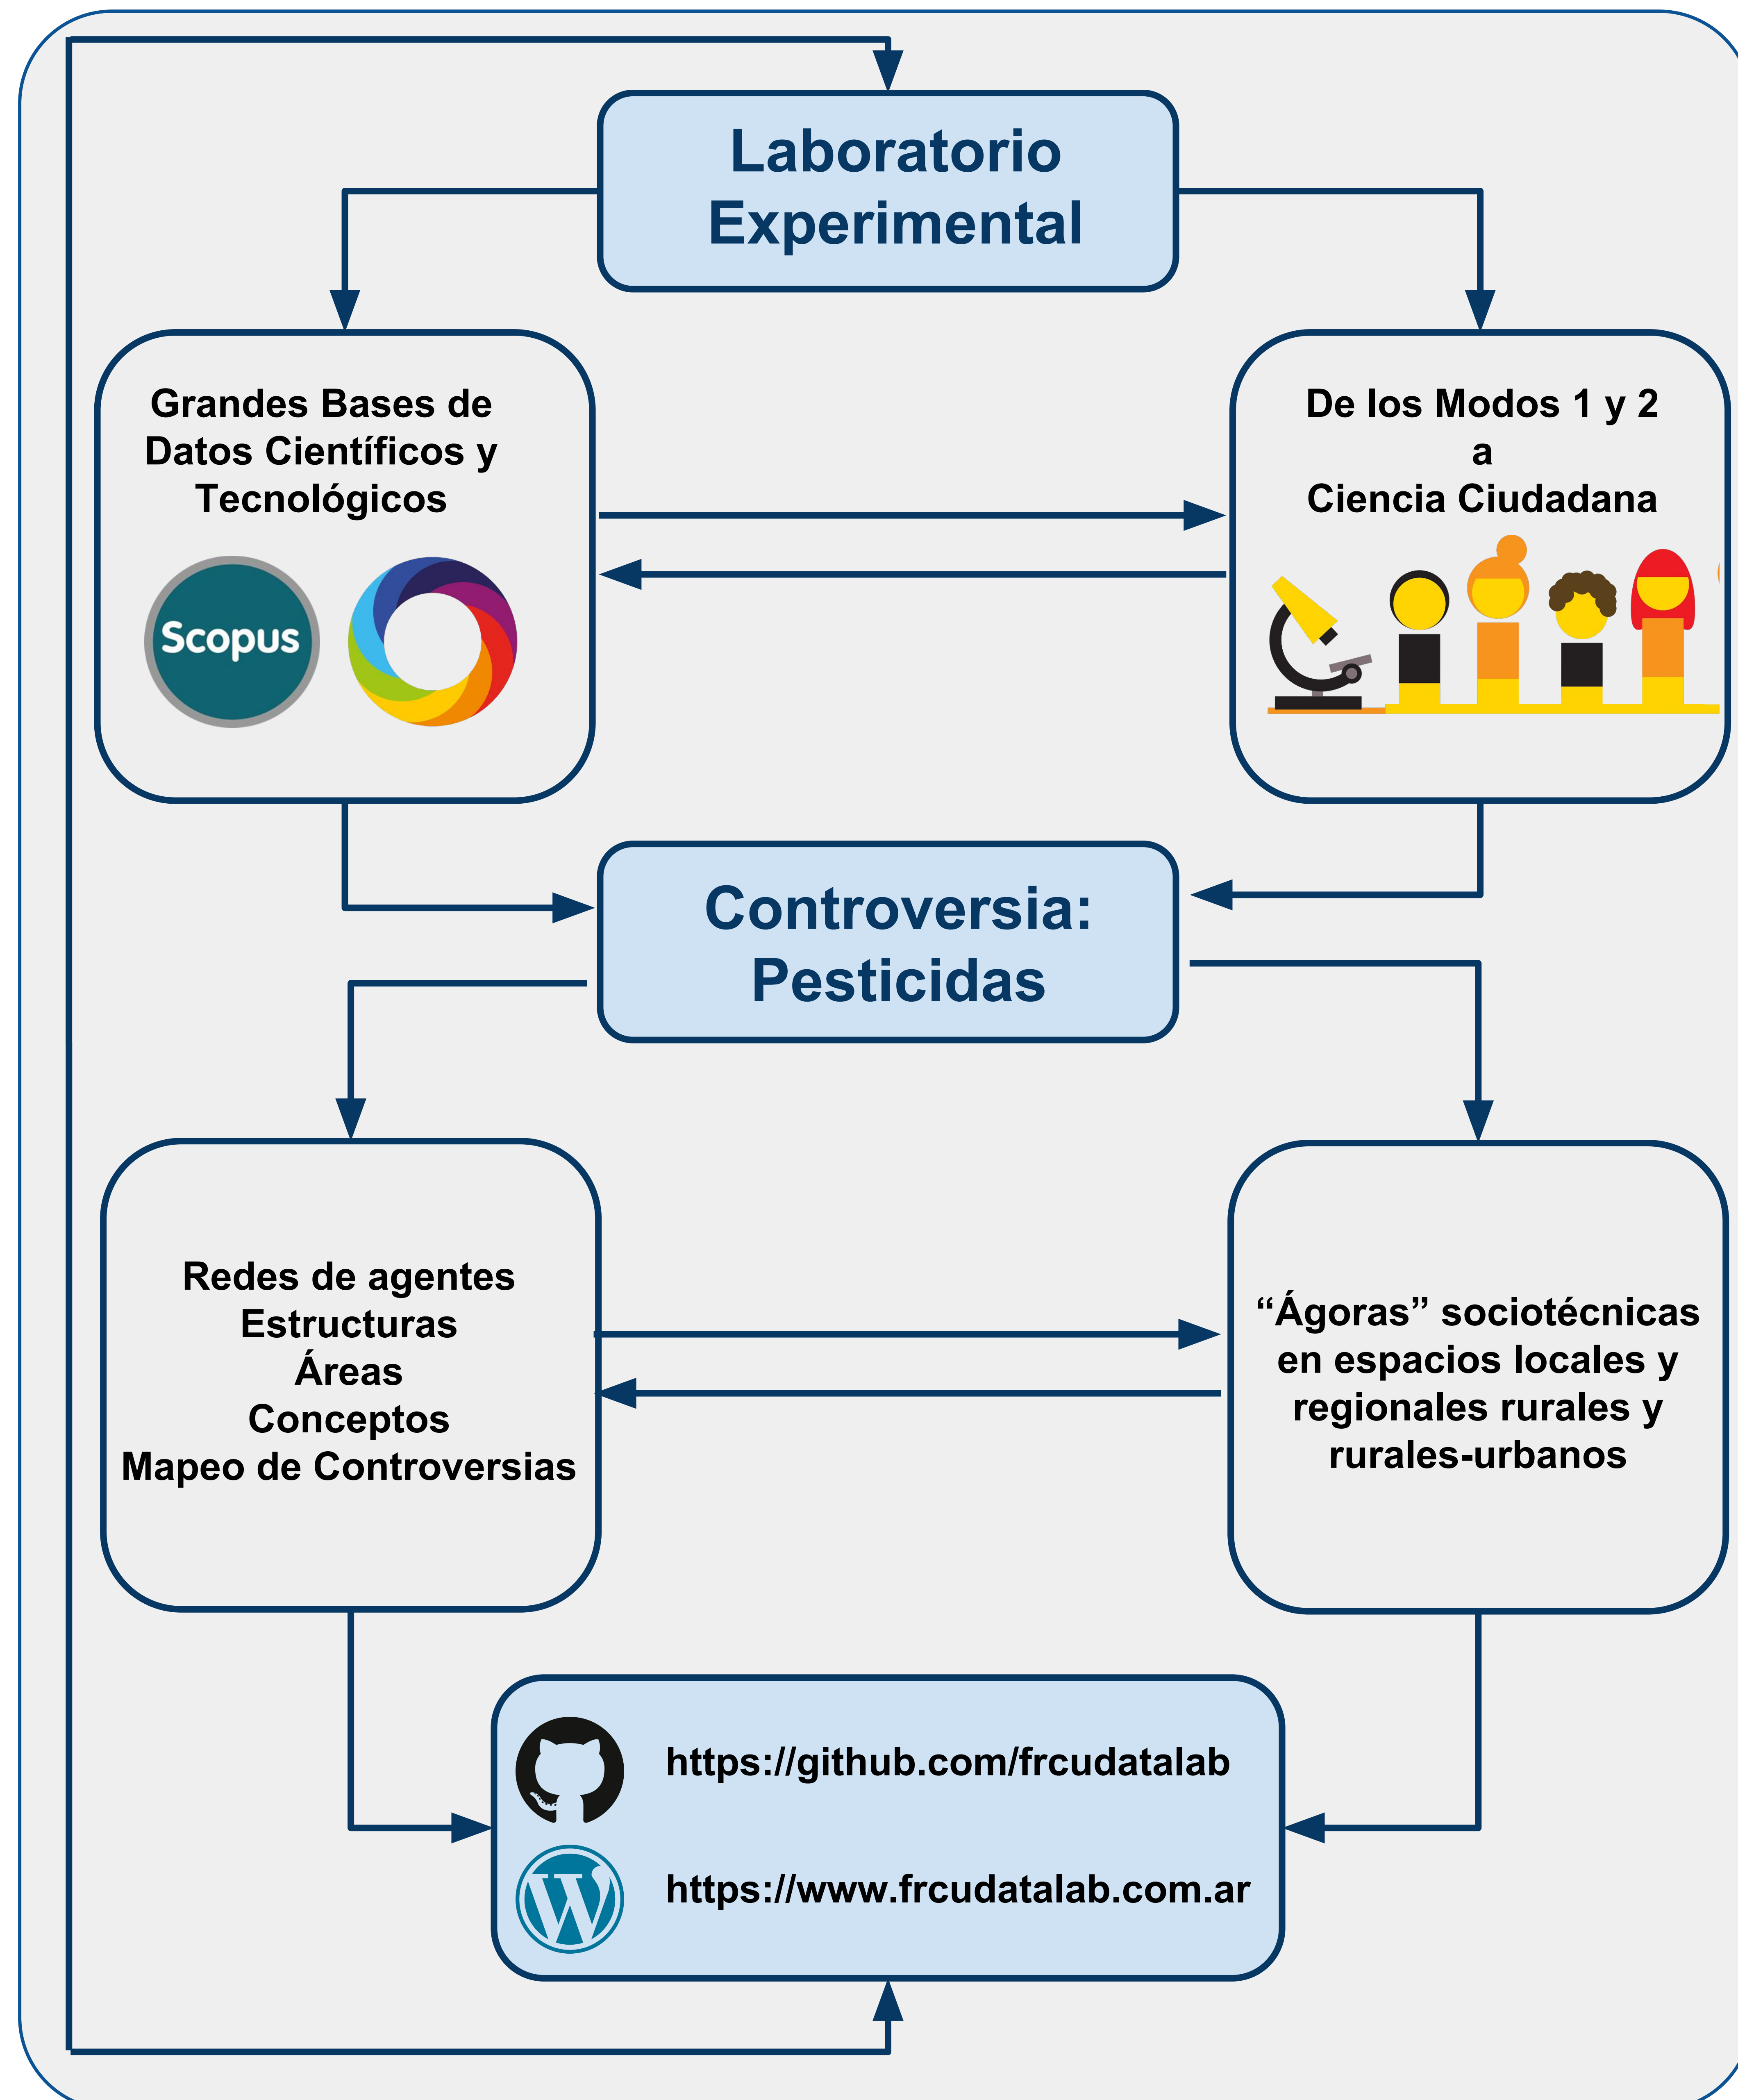 Laboratorio
Experimental
Grandes Bases de
Datos Científicos y
Tecnológicos
Scopus
De los Modos 1 y 2
a
Ciencia Ciudadana
Controversia:
Pesticidas
Redes de agentes
Estructuras
Áreas
Conceptos
Mapeo de Controversias
“Ágoras” sociotécnicas
en espacios locales y
regionales rurales y
rurales-urbanos
https://github.com/frcudatalab
https://www.frcudatalab.com.ar